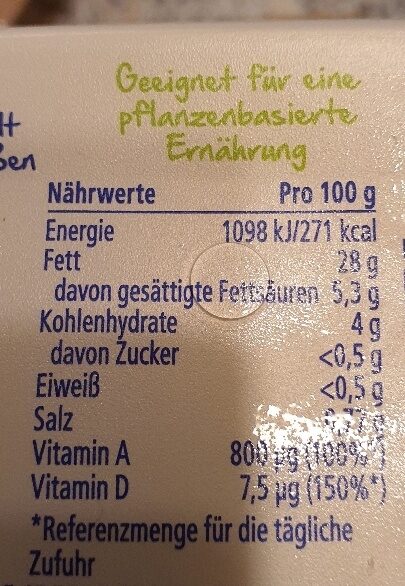 Geeignet für eine
pflanzenbasierte
Ernährung
Nährwerte Pro 100 g
Energie 1098 kJ/271 kcal
Fett 28 g
davon gesättigte Fettsäuren 5,3 g
Kohlenhydrate 4 g
davon Zucker <0,5 g
Eiweiß <0,5 g
Salz
Vitamin A 800 µg (100%*)
Vitamin D 7,5 µg (150%*)
*Referenzmenge für die tägliche
Zufuhr